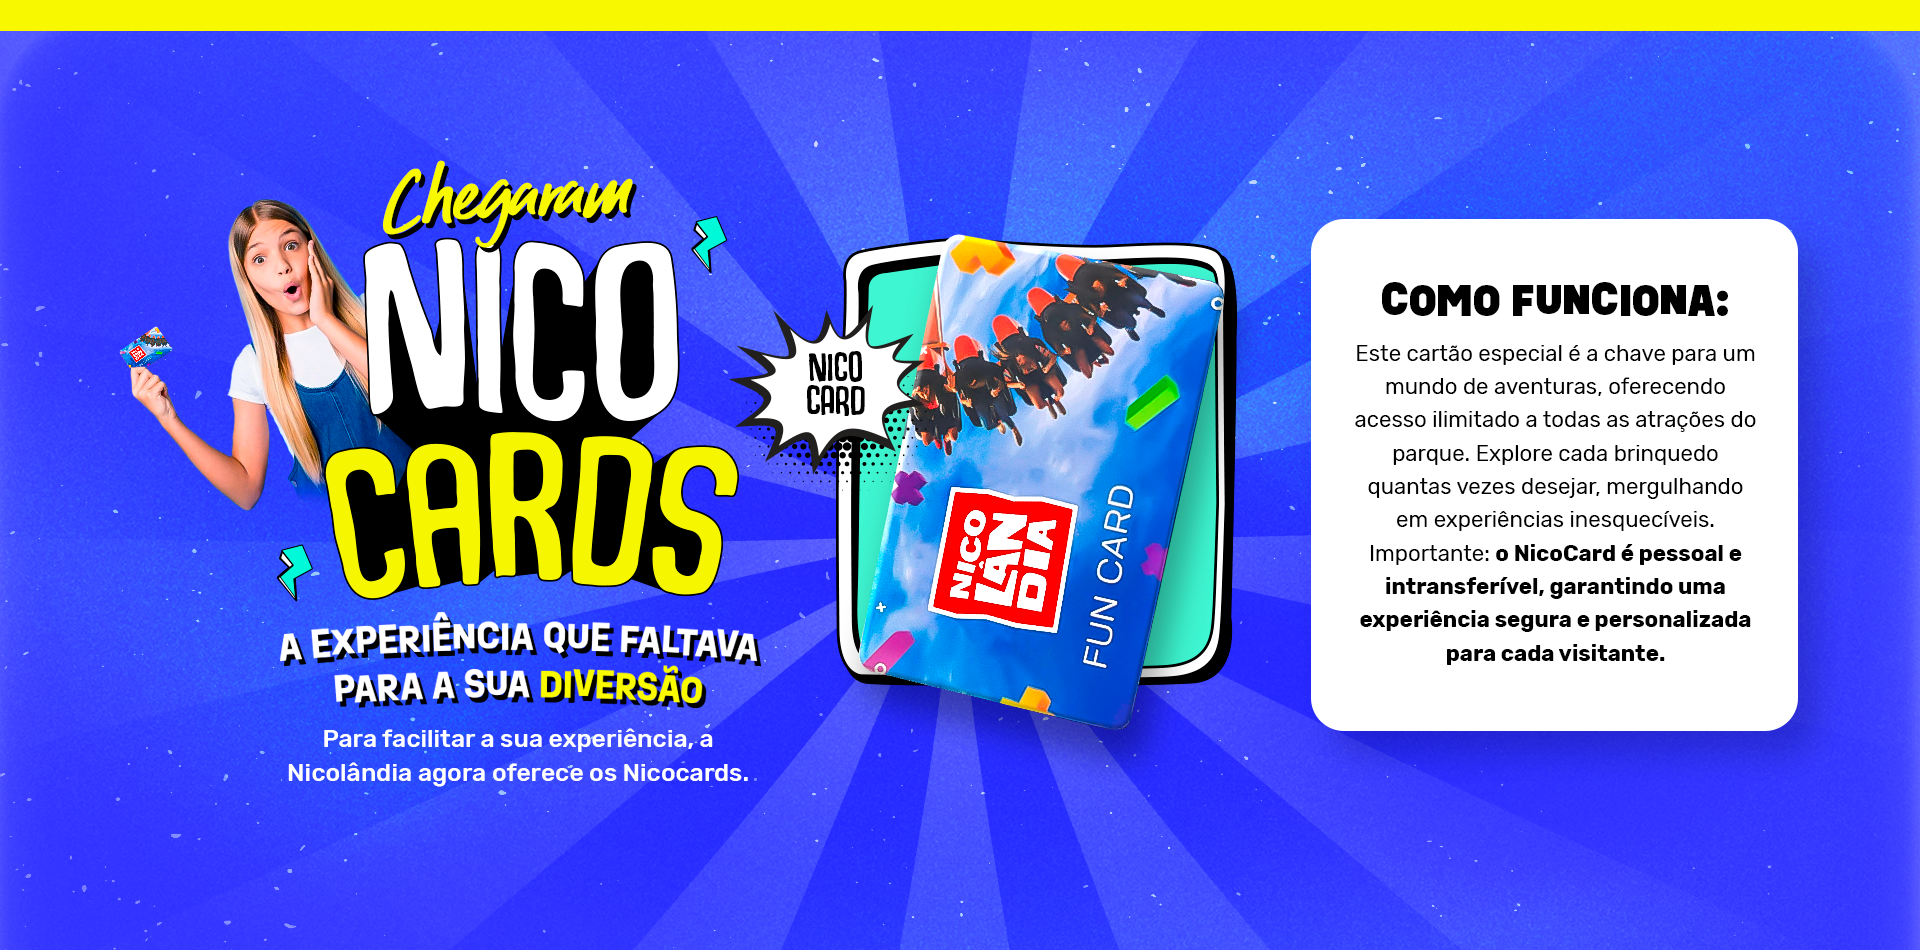 Chegaram
NICO
CARDS
A EXPERIÊNCIA QUE FALTAVA
PARA A SUA DIVERSÃO
Para facilitar a sua experiência, a
Nicolândia agora oferece os Nicocards.
NICO
CARD
NICO
LÂN
DIA
FUN CARD
COMO FUNCIONA:
Este cartão especial é a chave para um
mundo de aventuras, oferecendo
acesso ilimitado a todas as atrações do
parque. Explore cada brinquedo
quantas vezes desejar, mergulhando
em experiências inesquecíveis.
Importante: o NicoCard é pessoal e
intransferível, garantindo uma
experiência segura e personalizada
para cada visitante.